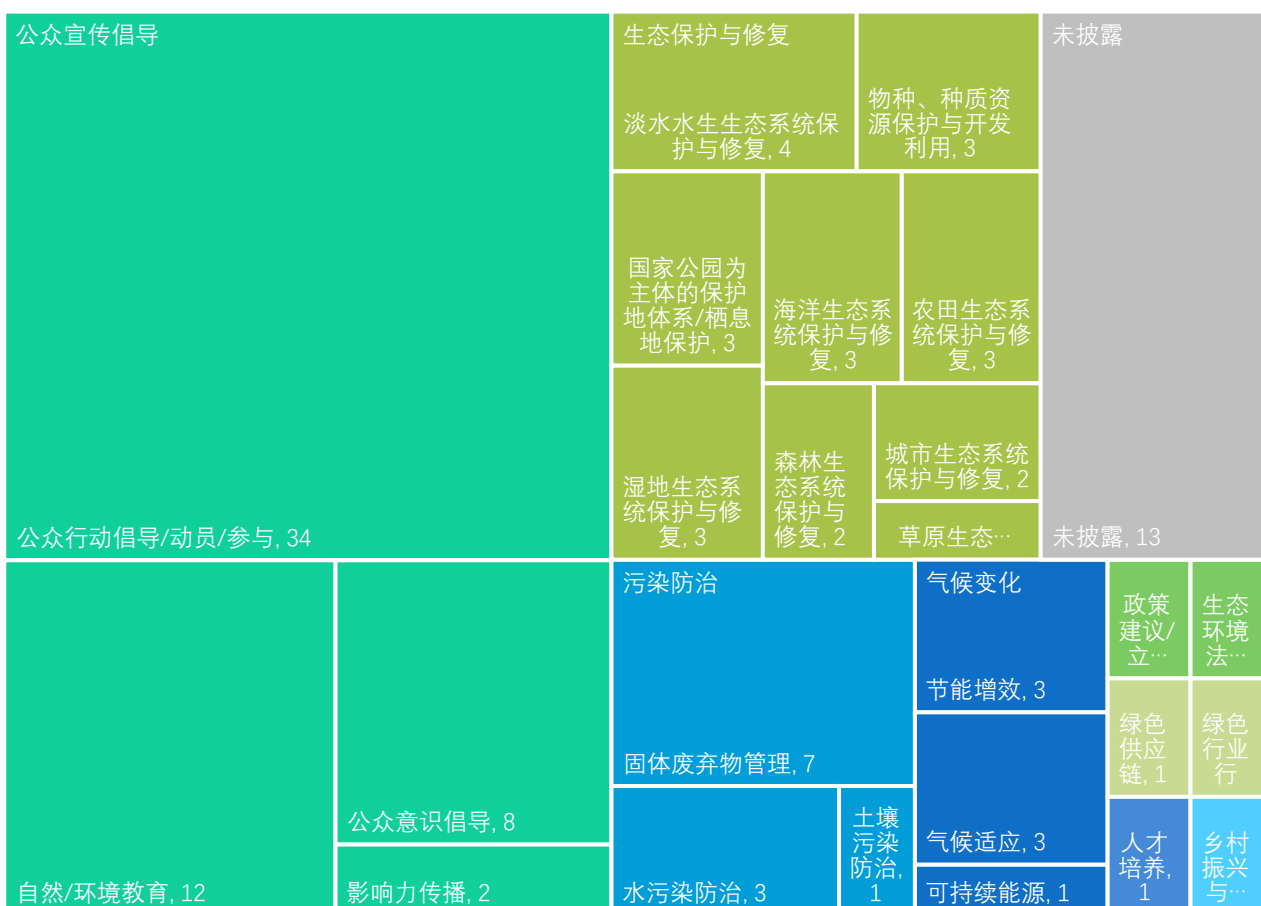 公众宣传倡导
公众行动倡导/动员/参与, 34
自然/环境教育, 12
公众意识倡导, 8
影响力传播, 2
生态保护与修复
淡水水生生态系统保
护与修复, 4
物种、种质资
源保护与开发
利用, 3
国家公园为
主体的保护
地体系/栖息
地保护, 3
海洋生态系
统保护与修
复, 3
农田生态系
统保护与修
复, 3
湿地生态系
统保护与修
复, 3
森林生
态系统
保护与
修复, 2
城市生态系统
保护与修复, 2
草原生态…
未披露
未披露, 13
污染防治
固体废弃物管理, 7
水污染防治, 3
土壤
污染
防治,
1
气候变化
节能增效, 3
气候适应, 3
可持续能源, 1
政策
建议/
立…
生态
环境
法…
绿色
供应
链, 1
绿色
行业
行
人才
培养,
1
乡村
振兴
与…